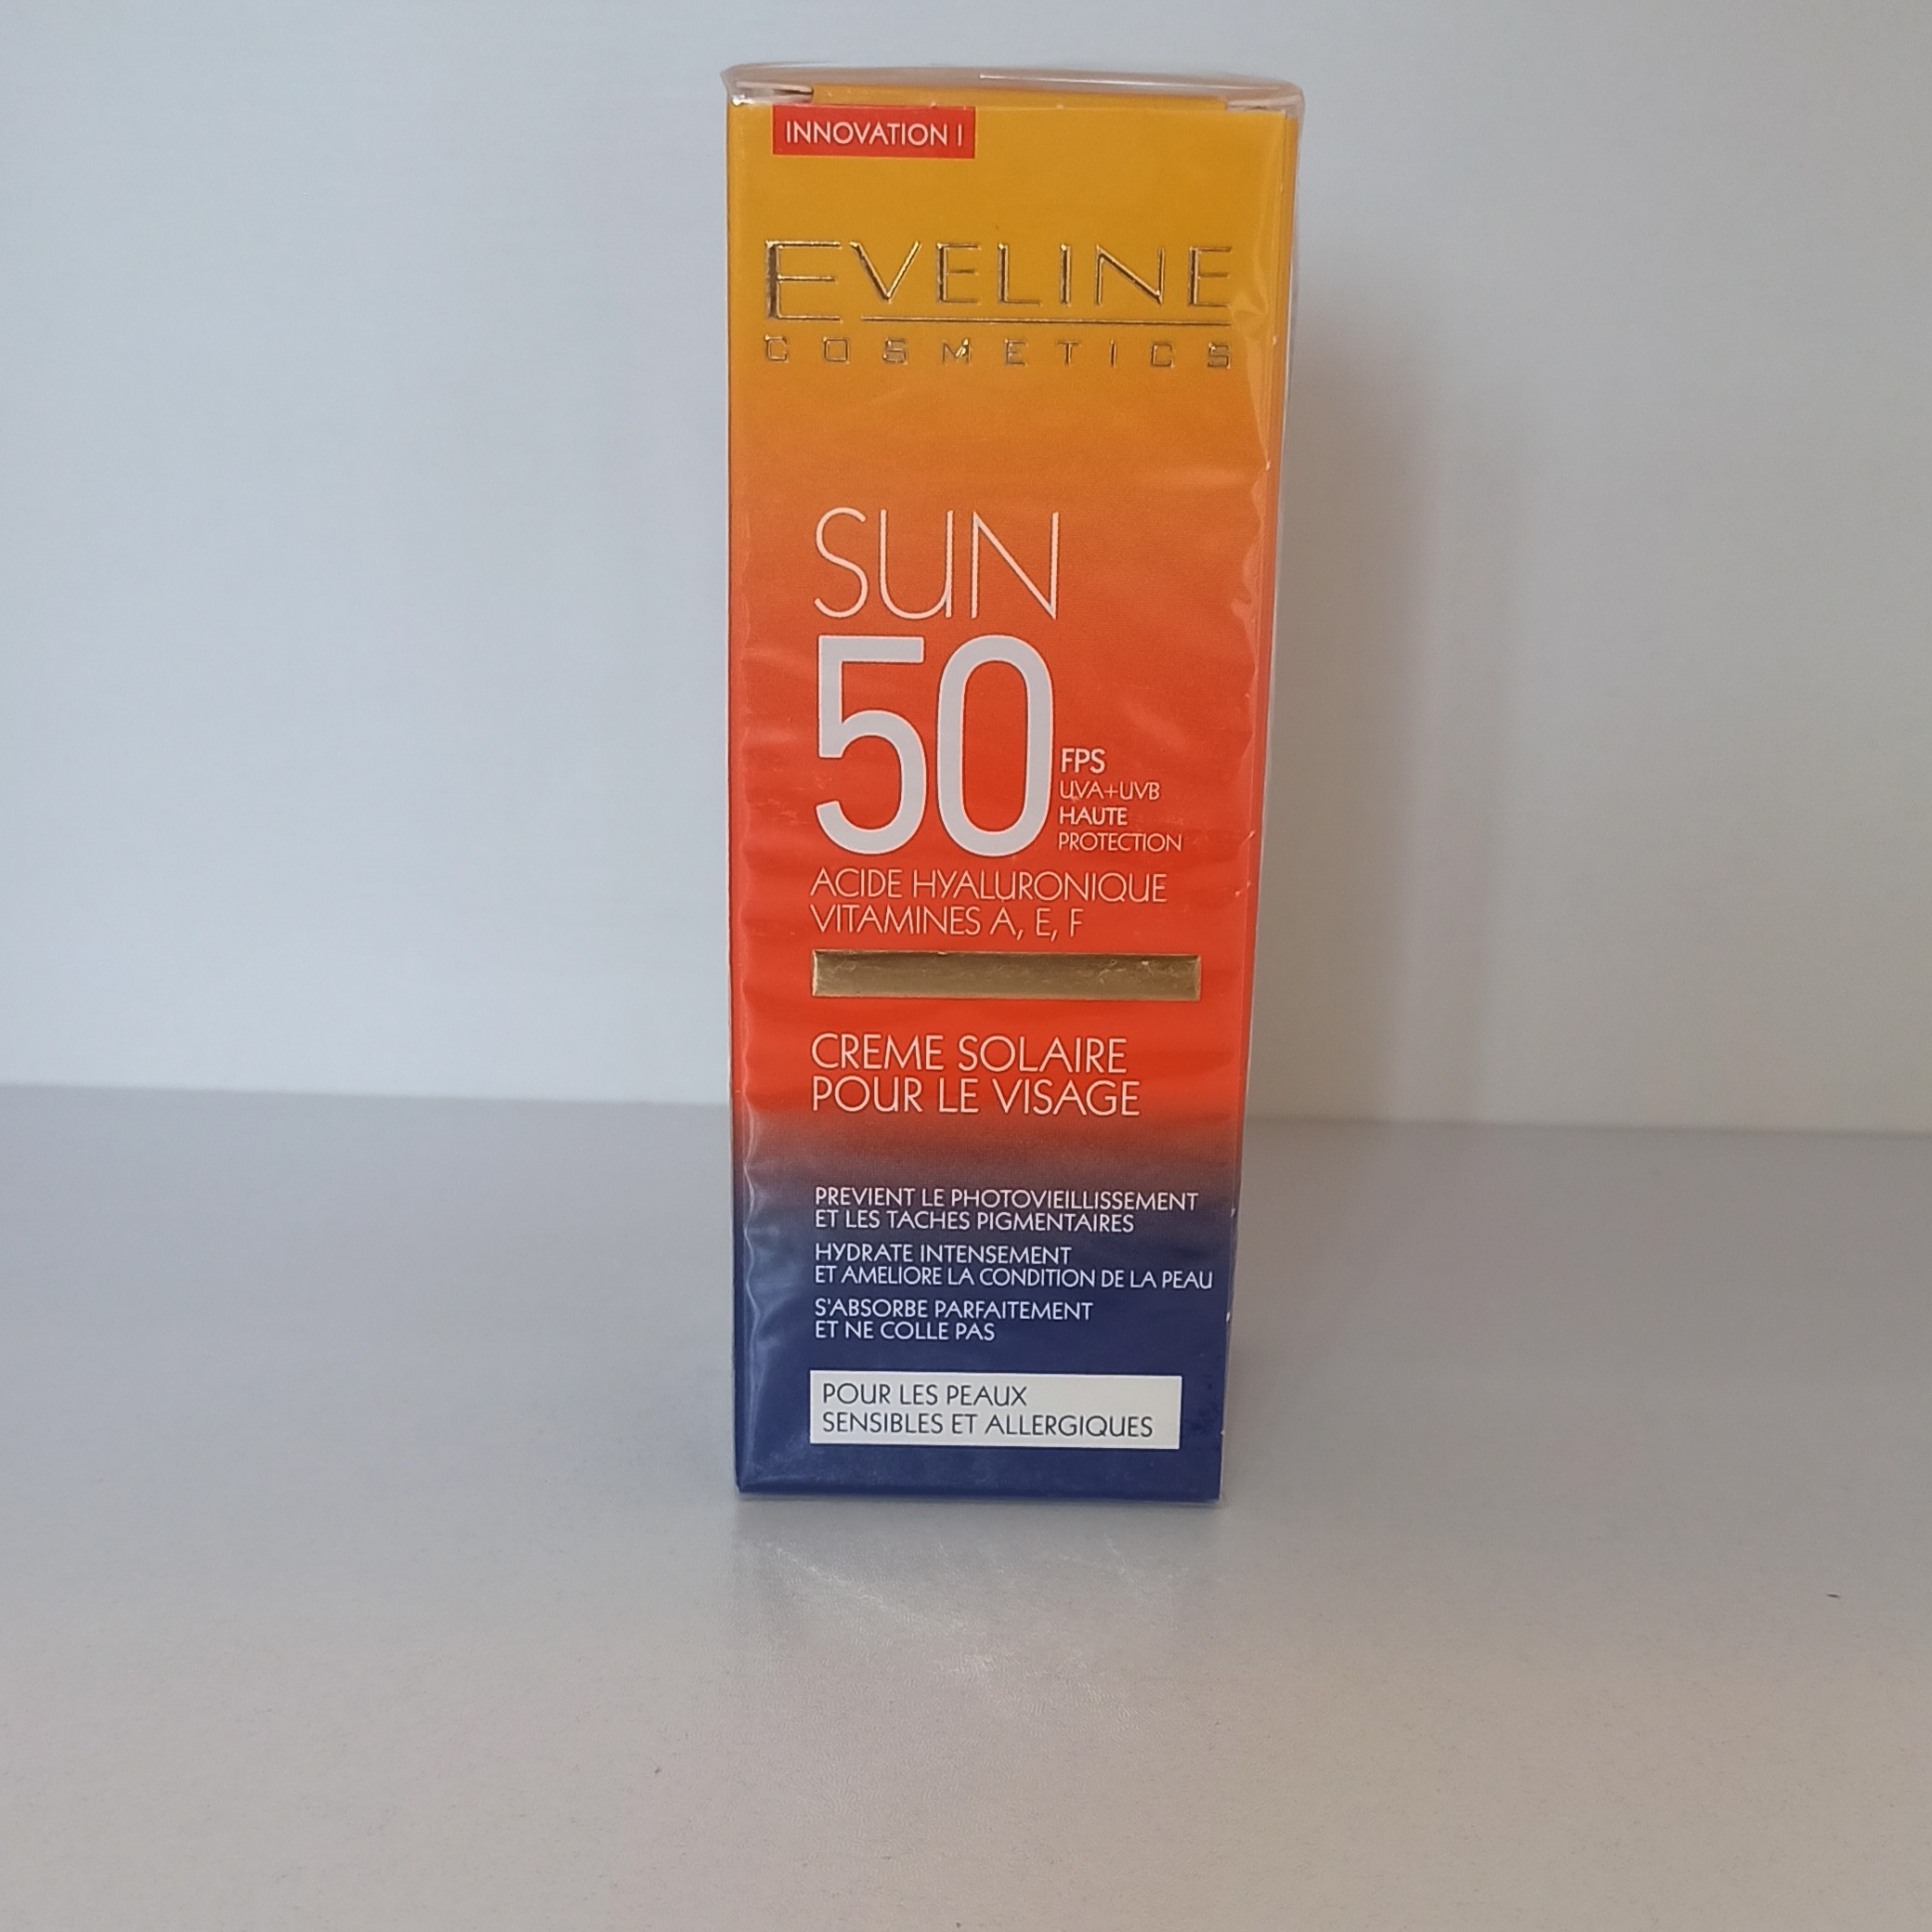 INNOVATION !
EVELINE
COSMETICS
SUN
50
FPS
UVA+UVB
HAUTE
PROTECTION
ACIDE HYALURONIQUE
VITAMINES A, E, F
CREME SOLAIRE
POUR LE VISAGE
PREVIENT LE PHOTOVIEILLISSEMENT
ET LES TACHES PIGMENTAIRES
HYDRATE INTENSEMENT
ET AMELIORE LA CONDITION DE LA PEAU
S'ABSORBE PARFAITEMENT
ET NE COLLE PAS
POUR LES PEAUX
SENSIBLES ET ALLERGIQUES